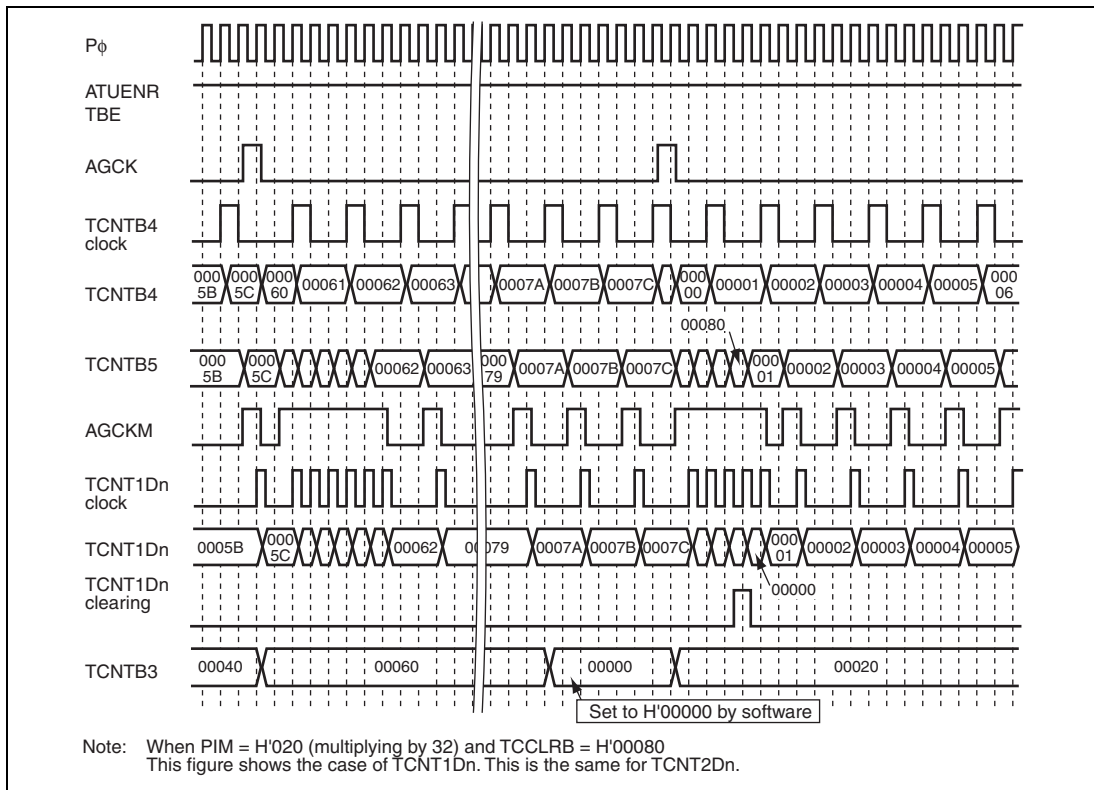 Pϕ
ATUENR
TBE
AGCK
TCNTB4
clock
TCNTB4
000
5B
000
5C
000
60
00061
00062
00063
0007A
0007B
0007C
000
00
00001
00002
00003
00004
00005
000
06
00080
TCNTB5
000
5B
000
5C
00062
00063
000
79
0007A
0007B
0007C
000
01
00002
00003
00004
00005
AGCKM
TCNT1Dn
clock
TCNT1Dn
0005B
000
5C
00062
00079
0007A
0007B
0007C
000
01
00002
00003
00004
00005
TCNT1Dn
clearing
00000
TCNTB3
00040
00060
00000
00020
Set to H'00000 by software
Note: When PIM = H'020 (multiplying by 32) and TCCLRB = H'00080
This figure shows the case of TCNT1Dn. This is the same for TCNT2Dn.